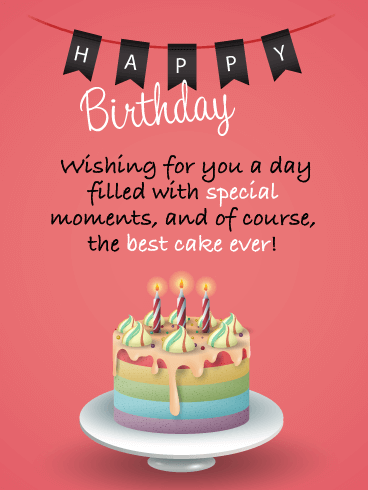 HAPPY
Birthday
Wishing for you a day
filled with special
moments, and of course,
the best cake ever!